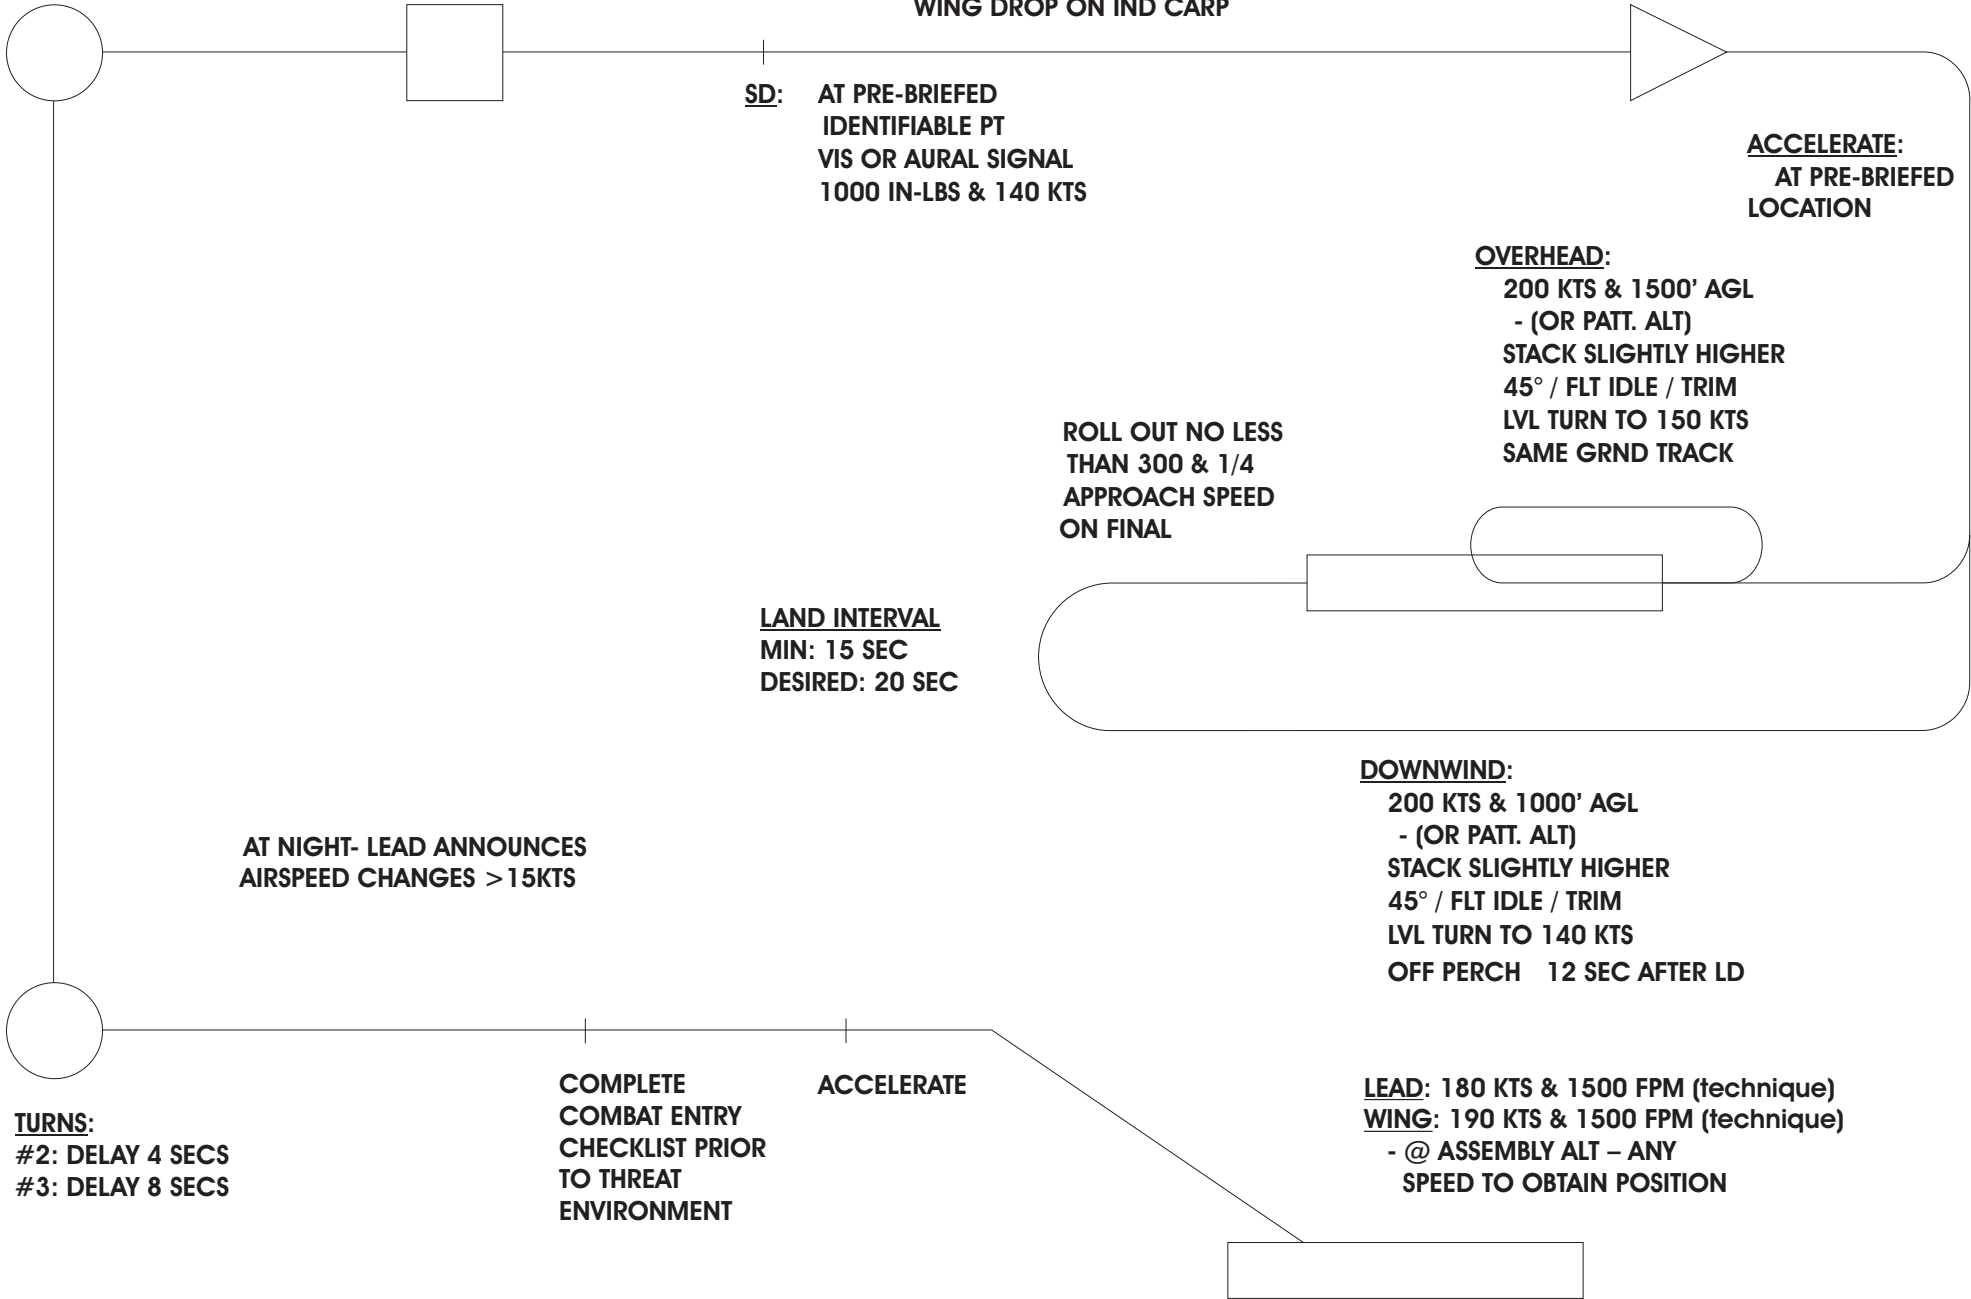 WING DROP ON IND CARP
SD: AT PRE-BRIEFED
IDENTIFIABLE PT
VIS OR AURAL SIGNAL
1000 IN-LBS & 140 KTS
ACCELERATE:
AT PRE-BRIEFED
LOCATION
OVERHEAD:
200 KTS & 1500’ AGL
- (OR PATT. ALT)
STACK SLIGHTLY HIGHER
45° / FLT IDLE / TRIM
LVL TURN TO 150 KTS
SAME GRND TRACK
ROLL OUT NO LESS
THAN 300 & 1/4
APPROACH SPEED
ON FINAL
LAND INTERVAL
MIN: 15 SEC
DESIRED: 20 SEC
DOWNWIND:
200 KTS & 1000’ AGL
- (OR PATT. ALT)
STACK SLIGHTLY HIGHER
45° / FLT IDLE / TRIM
LVL TURN TO 140 KTS
OFF PERCH 12 SEC AFTER LD
AT NIGHT- LEAD ANNOUNCES
AIRSPEED CHANGES >15KTS
TURNS:
#2: DELAY 4 SECS
#3: DELAY 8 SECS
COMPLETE
COMBAT ENTRY
CHECKLIST PRIOR
TO THREAT
ENVIRONMENT
ACCELERATE
LEAD: 180 KTS & 1500 FPM (technique)
WING: 190 KTS & 1500 FPM (technique)
- @ ASSEMBLY ALT – ANY
SPEED TO OBTAIN POSITION